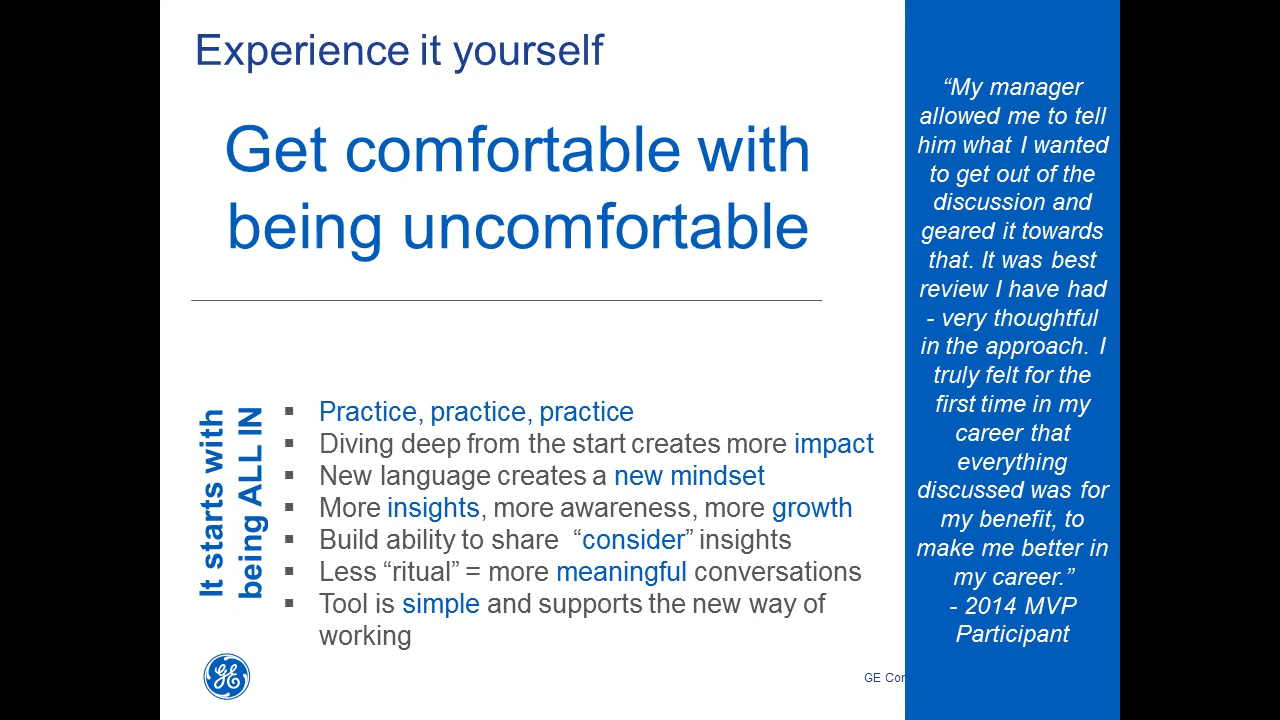 Experience it yourself
Get comfortable with
being uncomfortable
It starts with
being ALL IN
▪ Practice, practice, practice
▪ Diving deep from the start creates more impact
▪ New language creates a new mindset
▪ More insights, more awareness, more growth
▪ Build ability to share “consider” insights
▪ Less “ritual” = more meaningful conversations
▪ Tool is simple and supports the new way of
working
GE
GE Cor
“My manager
allowed me to tell
him what I wanted
to get out of the
discussion and
geared it towards
that. It was best
review I have had
- very thoughtful
in the approach. I
truly felt for the
first time in my
career that
everything
discussed was for
my benefit, to
make me better in
my career.”
- 2014 MVP
Participant